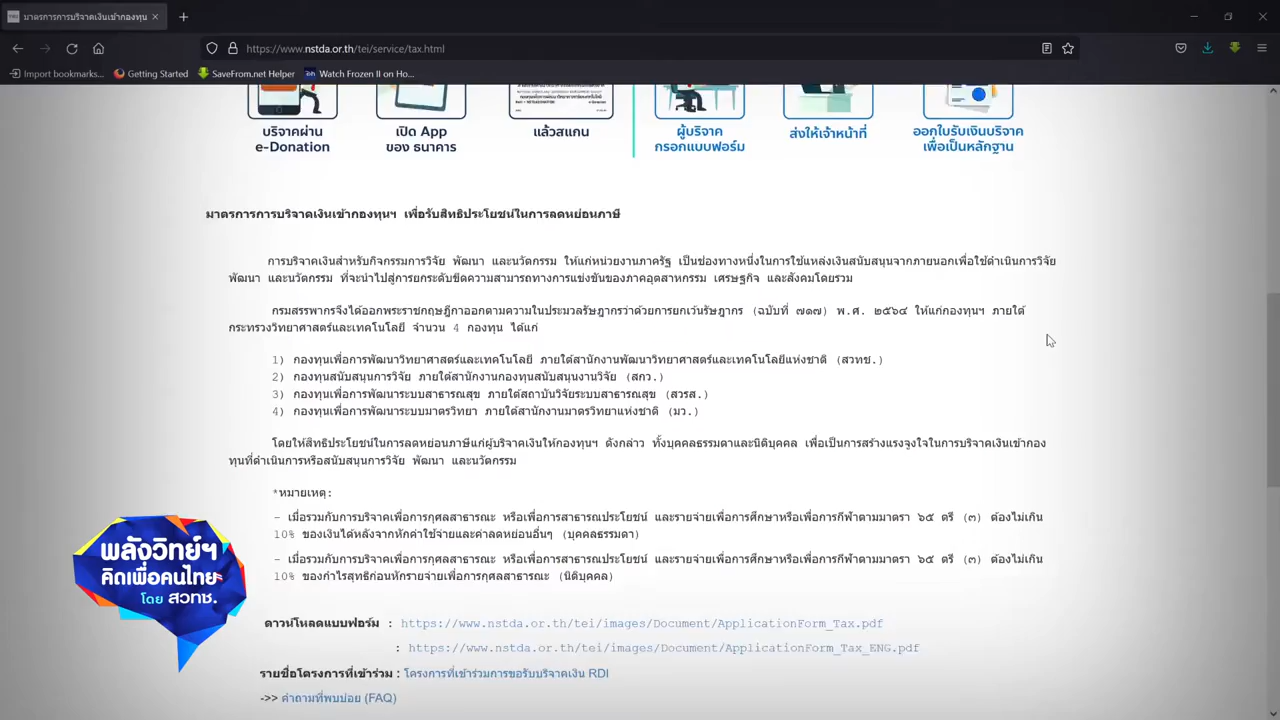 มาตรการการบริจาคเงินเข้ากองทุน
https://www.nstda.or.th/tei/service/tax.html
Import bookmarks...
Getting Started
SaveFrom.net Helper
Watch Frozen II on Ho...
บริจาคผ่าน
e-Donation
เปิด App
ของ ธนาคาร
แล้วสแกน
ผู้บริจาค
กรอกแบบฟอร์ม
ส่งให้เจ้าหน้าที่
ออกใบรับเงินบริจาค
เพื่อเป็นหลักฐาน
มาตรการการบริจาคเงินเข้ากองทุนฯ เพื่อรับสิทธิประโยชน์ในการลดหย่อนภาษี
การบริจาคเงินสำหรับกิจกรรมการวิจัย พัฒนา และนวัตกรรม ให้แก่หน่วยงานภาครัฐ เป็นช่องทางหนึ่งในการใช้แหล่งเงินสนับสนุนจากภายนอกเพื่อใช้ดำเนินการวิจัย
พัฒนา และนวัตกรรม ที่จะนำไปสู่การยกระดับขีดความสามารถทางการแข่งขันของภาคอุตสาหกรรม เศรษฐกิจ และสังคมโดยรวม
กรมสรรพากรจึงได้ออกพระราชกฤษฎีกาออกตามความในประมวลรัษฎากรว่าด้วยการยกเว้นรัษฎากร (ฉบับที่ ๗๑๗) พ.ศ. ๒๕๖๔ ให้แก่กองทุนฯ ภายใต้
กระทรวงวิทยาศาสตร์และเทคโนโลยี จำนวน 4 กองทุน ได้แก่
1) กองทุนเพื่อการพัฒนาวิทยาศาสตร์และเทคโนโลยี ภายใต้สำนักงานพัฒนาวิทยาศาสตร์และเทคโนโลยีแห่งชาติ (สวทช.)
2) กองทุนสนับสนุนการวิจัย ภายใต้สำนักงานกองทุนสนับสนุนงานวิจัย (สกว.)
3) กองทุนเพื่อการพัฒนาระบบสาธารณสุข ภายใต้สถาบันวิจัยระบบสาธารณสุข (สวรส.)
4) กองทุนเพื่อการพัฒนาระบบมาตรวิทยา ภายใต้สำนักงานมาตรวิทยาแห่งชาติ (มว.)
โดยให้สิทธิประโยชน์ในการลดหย่อนภาษีแก่ผู้บริจาคเงินให้กองทุนฯ ดังกล่าว ทั้งบุคคลธรรมดาและนิติบุคคล เพื่อเป็นการสร้างแรงจูงใจในการบริจาคเงินเข้ากอง
ทุนที่ดำเนินการหรือสนับสนุนการวิจัย พัฒนา และนวัตกรรม
*หมายเหตุ:
- เมื่อรวมกับการบริจาคเพื่อการกุศลสาธารณะ หรือเพื่อการสาธารณประโยชน์ และรายจ่ายเพื่อการศึกษาหรือเพื่อการกีฬาตามมาตรา ๖๕ ตรี (๓) ต้องไม่เกิน
10% ของเงินได้หลังจากหักค่าใช้จ่ายและค่าลดหย่อนอื่นๆ (บุคคลธรรมดา)
- เมื่อรวมกับการบริจาคเพื่อการกุศลสาธารณะ หรือเพื่อการสาธารณประโยชน์ และรายจ่ายเพื่อการศึกษาหรือเพื่อการกีฬาตามมาตรา ๖๕ ตรี (๓) ต้องไม่เกิน
10% ของกำไรสุทธิก่อนหักรายจ่ายเพื่อการกุศลสาธารณะ (นิติบุคคล)
พลังวิทย์ฯ
คิดเพื่อคนไทย
โดย สวทช.
ดาวน์โหลดแบบฟอร์ม : https://www.nstda.or.th/tei/images/Document/ApplicationForm_Tax.pdf
: https://www.nstda.or.th/tei/images/Document/ApplicationForm_Tax_ENG.pdf
รายชื่อโครงการที่เข้าร่วม : โครงการที่เข้าร่วมการขอรับบริจาคเงิน RDI
->> คำถามที่พบบ่อย (FAQ)